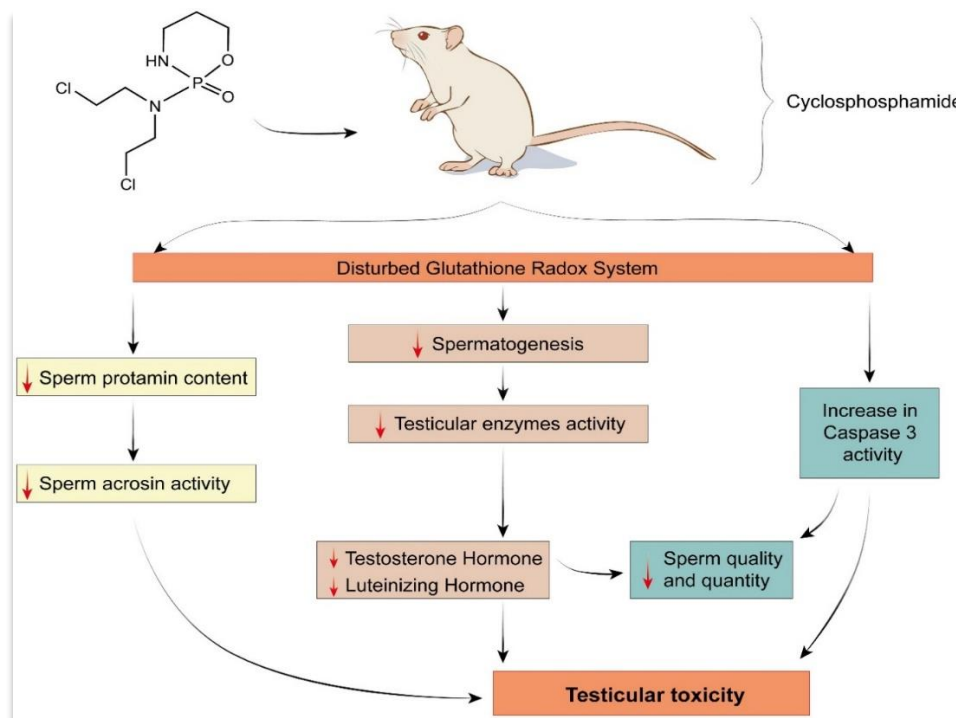 HN
O
P
O
N
Cl
Cl
Cyclosphosphamide
Disturbed Glutathione Radox System
Sperm protamin content
Sperm acrosin activity
Spermatogenesis
Testicular enzymes activity
Testosterone Hormone
Luteinizing Hormone
Increase in
Caspase 3
activity
Sperm quality
and quantity
Testicular toxicity